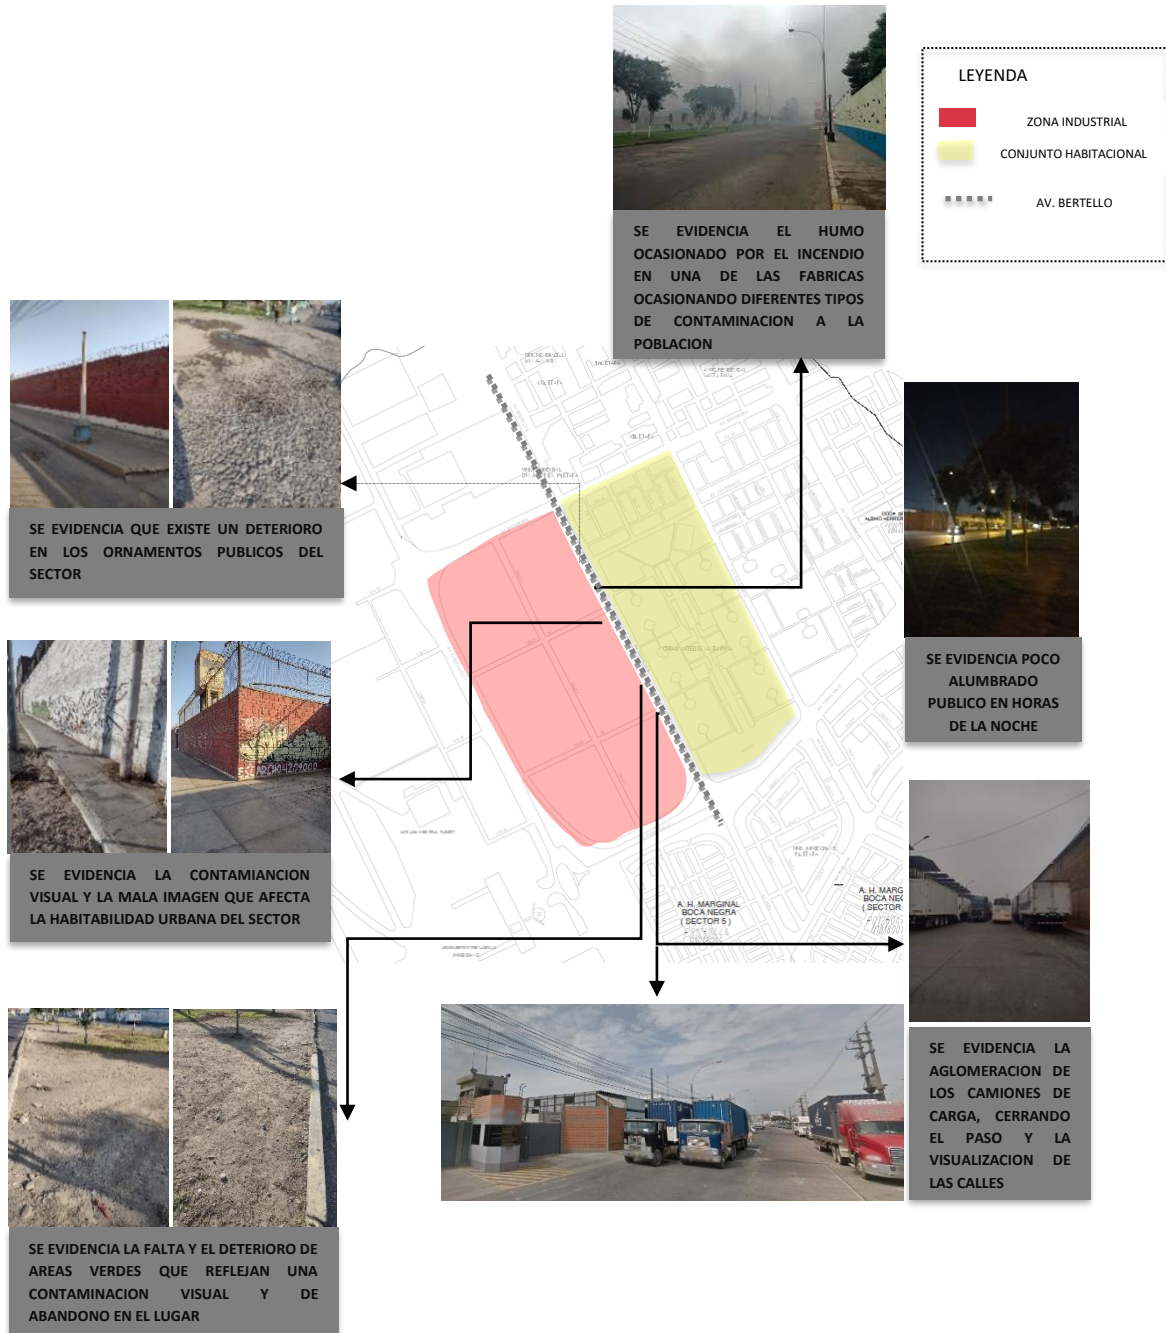 LEYENDA
ZONA INDUSTRIAL
CONJUNTO HABITACIONAL
AV. BERTELLO
SE EVIDENCIA EL HUMO
OCASIONADO POR EL INCENDIO
EN UNA DE LAS FABRICAS
OCASIONANDO DIFERENTES TIPOS
DE CONTAMINACION A LA
POBLACION
SE EVIDENCIA QUE EXISTE UN DETERIORO
EN LOS ORNAMENTOS PUBLICOS DEL
SECTOR
SE EVIDENCIA POCO
ALUMBRADO
PUBLICO EN HORAS
DE LA NOCHE
SE EVIDENCIA LA CONTAMIANCION
VISUAL Y LA MALA IMAGEN QUE AFECTA
LA HABITABILIDAD URBANA DEL SECTOR
A. H. MARGINAL
BOCA NEGRA
( SECTOR 5 )
A. H. MARG
BOCA NEG
( SECTOR
SE EVIDENCIA LA
AGLOMERACION DE
LOS CAMIONES DE
CARGA, CERRANDO
EL PASO Y LA
VISUALIZACION DE
LAS CALLES
SE EVIDENCIA LA FALTA Y EL DETERIORO DE
AREAS VERDES QUE REFLEJAN UNA
CONTAMINACION VISUAL Y DE
ABANDONO EN EL LUGAR